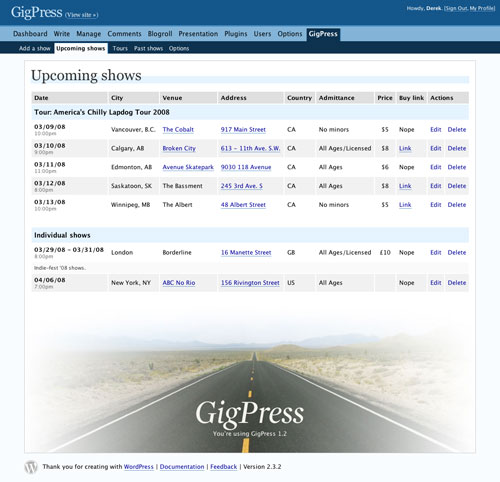 GigPress (View site »)
Howdy, Derek. [Sign Out, My Profile]
Dashboard Write Manage Comments Blogroll Presentation Plugins Users Options GigPress
Add a show Upcoming shows Tours Past shows Options
Upcoming shows
Date City Venue Address Country Admittance Price Buy link Actions
Tour: America's Chilly Lapdog Tour 2008
03/09/08 Vancouver, B.C. The Cobalt 917 Main Street CA No minors $5 Nope Edit Delete
10:00pm
03/10/08 Calgary, AB Broken City 613 - 11th Ave. S.W. CA All Ages/Licensed $8 Link Edit Delete
9:00pm
03/11/08 Edmonton, AB Avenue Skatepark 9030 118 Avenue CA All Ages $6 Nope Edit Delete
11:00pm
03/12/08 Saskatoon, SK The Bassment 245 3rd Ave. S CA All Ages $8 Link Edit Delete
8:00pm
03/13/08 Winnipeg, MB The Albert 48 Albert Street CA No minors $5 Link Edit Delete
10:00pm
Individual shows
03/29/08 - 03/31/08 London Borderline 16 Manette Street GB All Ages/Licensed £10 Nope Edit Delete
8:00pm
Indie-fest '08 shows.
04/06/08 New York, NY ABC No Rio 156 Rivington Street US All Ages Nope Edit Delete
7:00pm
GigPress
You're using GigPress 1.2
Thank you for creating with WordPress | Documentation | Feedback | Version 2.3.2